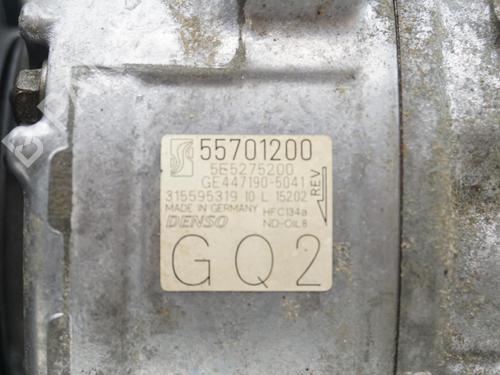 55701200
5E5275200
GE447190-5041
315595319 10 L 15202
REV
MADE IN GERMANY HFC134a
DENSO ND-OIL8
GQ2